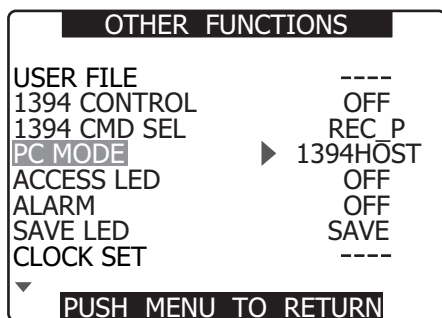 OTHER FUNCTIONS
USER FILE ----
1394 CONTROL OFF
1394 CMD SEL REC_P
PC MODE 1394HOST
ACCESS LED OFF
ALARM OFF
SAVE LED SAVE
CLOCK SET ----
PUSH MENU TO RETURN